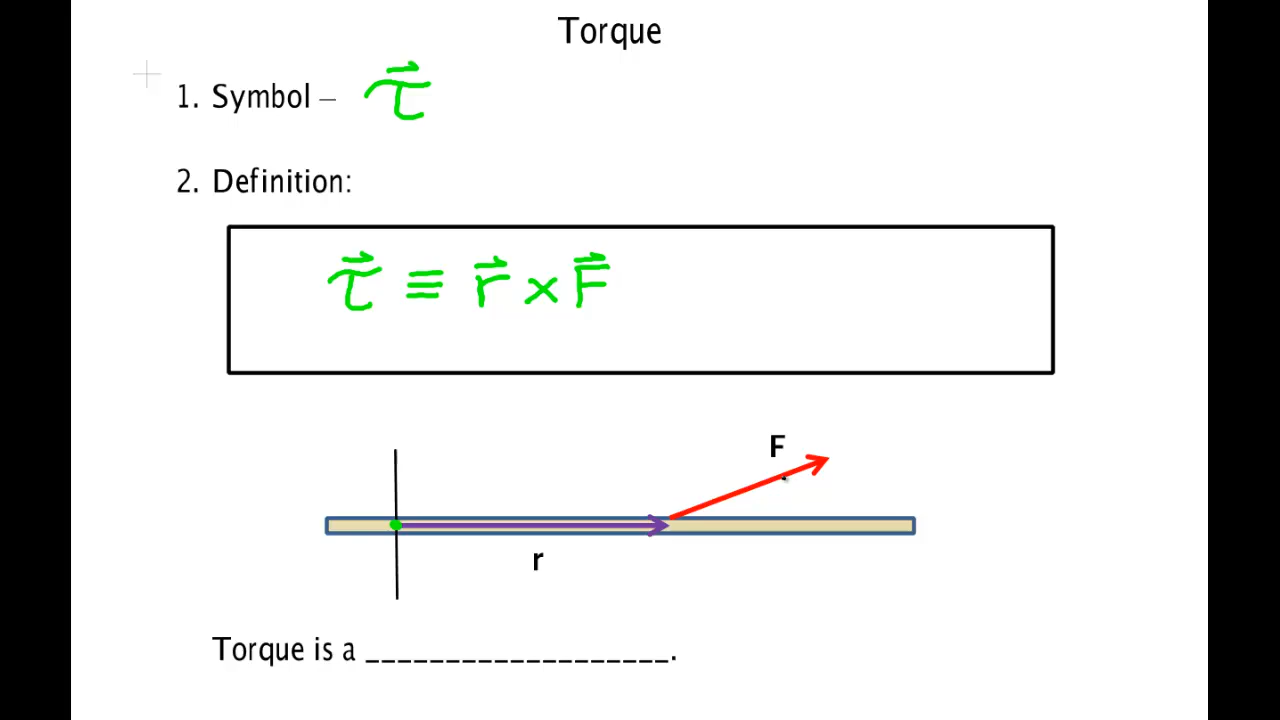 Torque
1. Symbol – τ⃗
2. Definition:
τ⃗ ≡ r⃗ x F⃗
F
r
Torque is a ___________________.